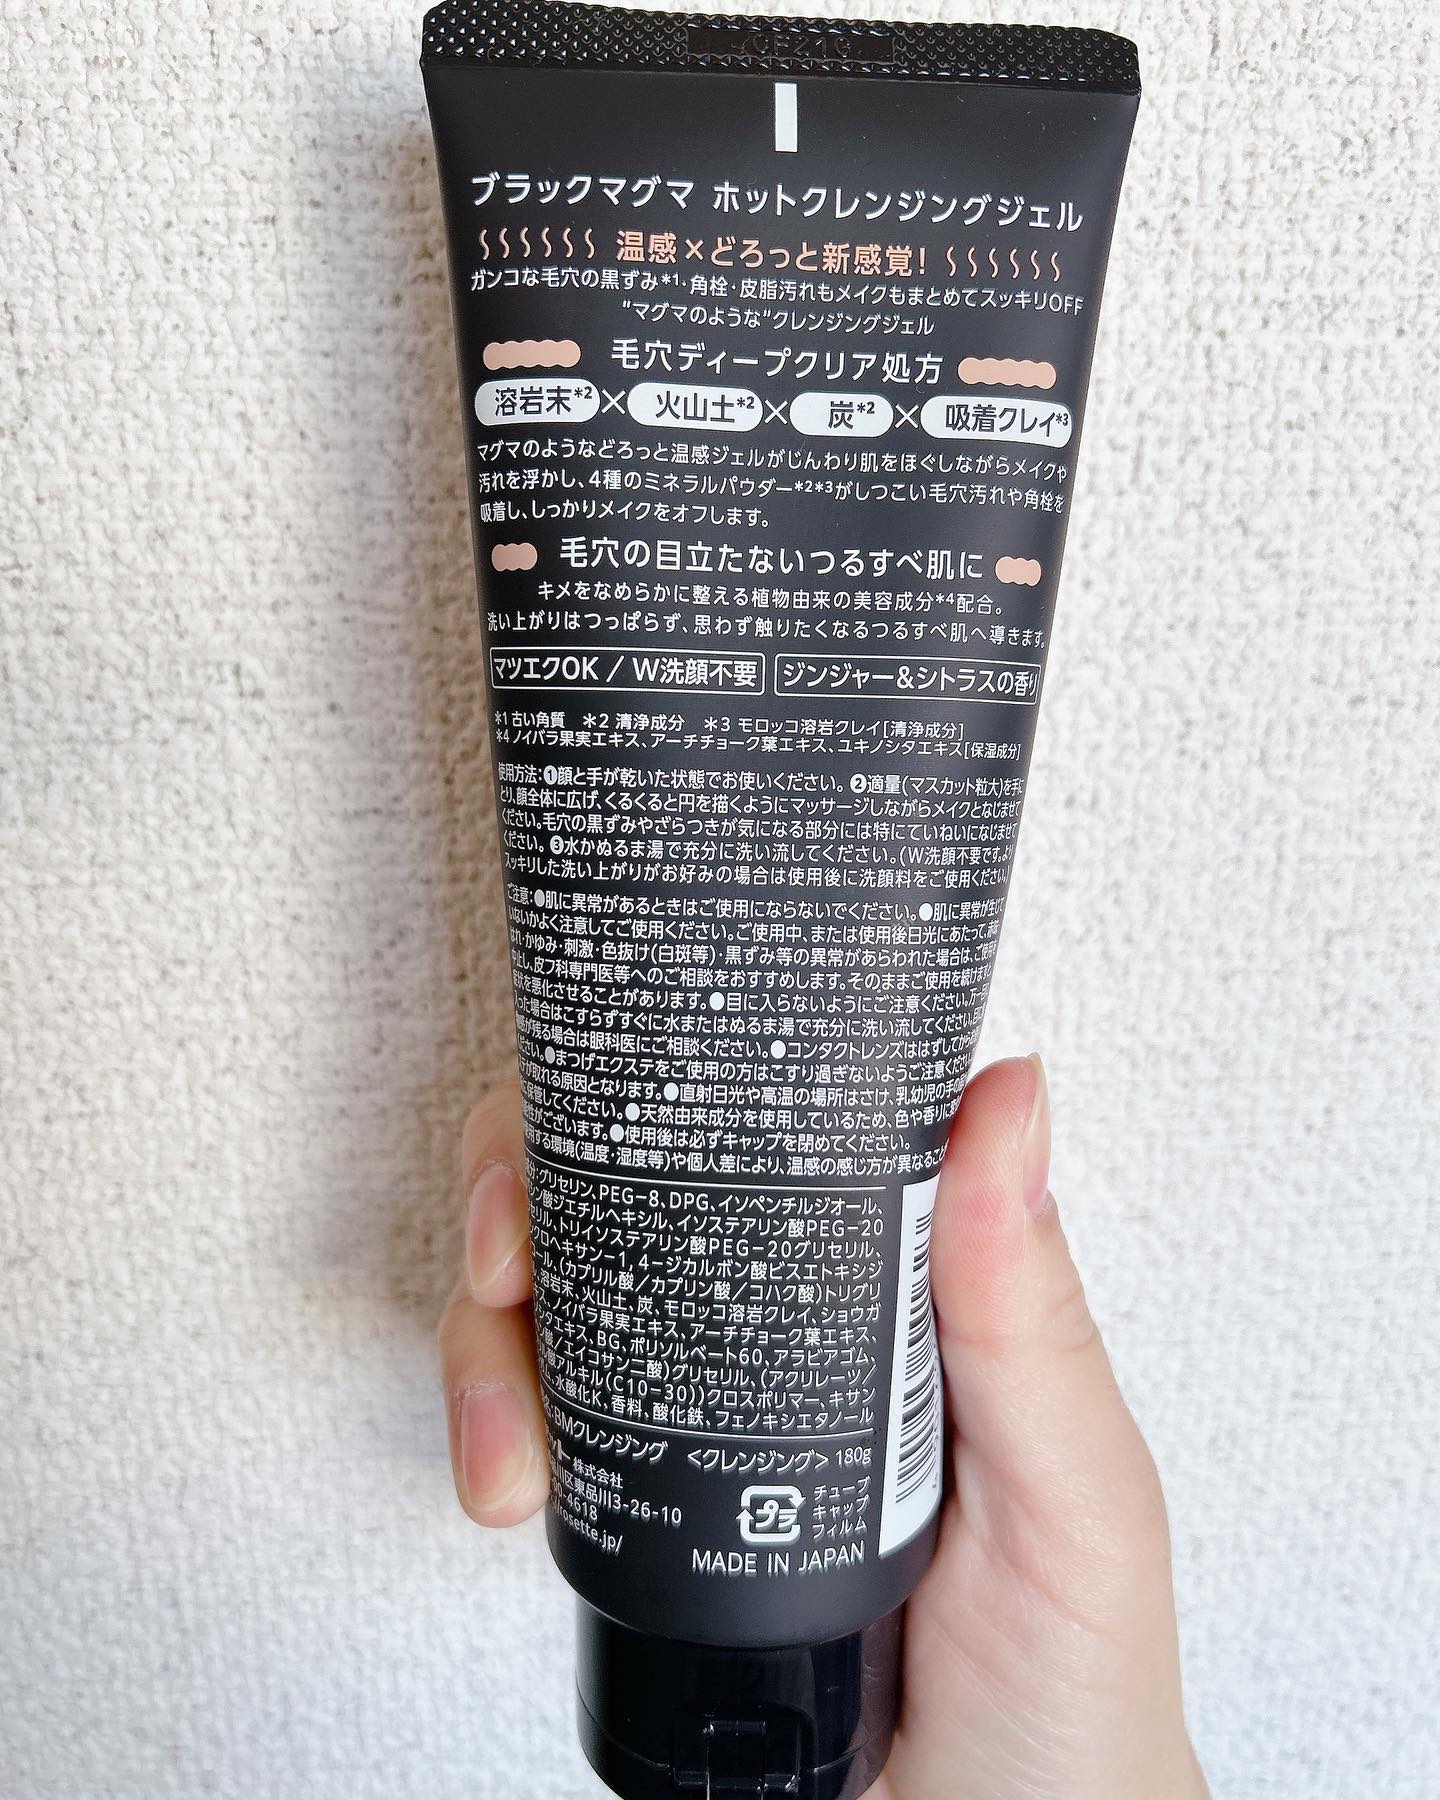 ブラックマグマ ホットクレンジングジェル
温感×どろっと新感覚!
ガンコな毛穴の黒ずみ*1・角栓・皮脂汚れもメイクもまとめてスッキリOFF
"マグマのような"クレンジングジェル
毛穴ディープクリア処方
溶岩末*2×火山土*2×炭*2×吸着クレイ*3
マグマのようなどろっと温感ジェルがじんわり肌をほぐしながらメイクや
汚れを浮かし、4種のミネラルパウダー*2*3がしつこい毛穴汚れや角栓を
吸着し、しっかりメイクをオフします。
毛穴の目立たないつるすべ肌に
キメをなめらかに整える植物由来の美容成分*4配合。
洗い上がりはつっぱらず、思わず触りたくなるつるすべ肌へ導きます。
マツエクOK / W洗顔不要 ジンジャー&シトラスの香り
*1 古い角質 *2 清浄成分 *3 モロッコ溶岩クレイ[清浄成分]
*4 ノイバラ果実エキス、アーチチョーク葉エキス、ユキノシタエキス[保湿成分]
使用方法:❶顔と手が乾いた状態でお使いください。❷適量(マスカット粒大)を手に
とり、顔全体に広げ、くるくると円を描くようにマッサージしながらメイクとなじませて
ください。毛穴の黒ずみやざらつきが気になる部分には特にていねいになじませて
ください。❸水かぬるま湯で充分に洗い流してください。(W洗顔不要です。より
スッキリした洗い上がりがお好みの場合は使用後に洗顔料をご使用ください。)
ご注意:●肌に異常があるときはご使用にならないでください。●肌に異常が生じて
いないかよく注意してご使用ください。ご使用中、または使用後日光にあたって、赤み
はれ・かゆみ・刺激・色抜け(白斑等)・黒ずみ等の異常があらわれた場合は、ご使用を
中止し、皮フ科専門医等へのご相談をおすすめします。そのままご使用を続けますと
症状を悪化させることがあります。●目に入らないようにご注意ください。万一目に
入った場合はこすらずすぐに水またはぬるま湯で充分に洗い流してください。
が残る場合は眼科医にご相談ください。●コンタクトレンズははずしてから
ださい。●まつげエクステをご使用の方はこすり過ぎないようご注意ください。
が取れる原因となります。●直射日光や高温の場所はさけ、乳幼児の手の
に保管してください。●天然由来成分を使用しているため、色や香りに
がございます。●使用後は必ずキャップを閉めてください。
使用する環境(温度・湿度等)や個人差により、温感の感じ方が異なること
グリセリン、PEG-8、DPG、イソペンチルジオール、
ン酸ジエチルヘキシル、イソステアリン酸PEG-20
セリル、トリイソステアリン酸PEG-20グリセリル、
クロヘキサン-1, 4-ジカルボン酸ビスエトキシジ
ール、(カプリル酸/カプリン酸/コハク酸)トリグリ
溶岩末、火山土、炭、モロッコ溶岩クレイ、ショウガ
ノイバラ果実エキス、アーチチョーク葉エキス、
タエキス、BG、ポリソルベート60、アラビアゴム、
酸/エイコサン二酸)グリセリル、(アクリレーツ/
酸アルキル(C10-30))クロスポリマー、キサン
水酸化K、香料、酸化鉄、フェノキシエタノール
BMクレンジング <クレンジング> 180g
株式会社
川区東品川3-26-10
4618
rosette.jp/
プラ
チューブ
キャップ
フィルム
MADE IN JAPAN